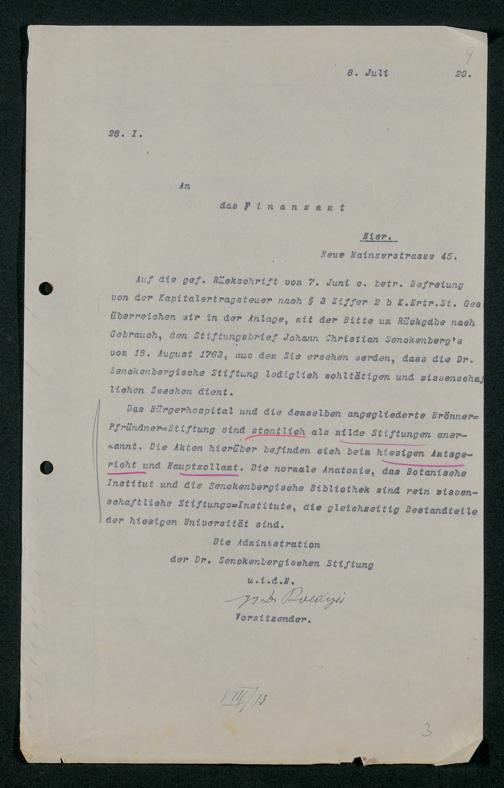 9
8. Juli 20.
28. I.
An
das Finanzamt
Hier.
Neue Mainzerstrasse 45.
Auf die gef. Rückschrift vom 7. Juni c. betr. Befreiung
von der Kapitalertragsteuer nach § 3 Ziffer 2 b K.Ertr.St. Ges
überreichen wir in der Anlage, mit der Bitte um Rückgabe nach
Gebrauch, den Stiftungsbrief Johann Christian Senckenberg's
vom 18. August 1763, aus dem Sie ersehen werden, dass die Dr.
Senckenbergische Stiftung lediglich wohltätigen und wissenschaf
lichen Zwecken dient.
Das Bürgerhospital und die demselben angegliederte Brönner=
Pfründner=Stiftung sind staatlich als milde Stiftungen aner-
kannt. Die Akten hierüber befinden sich beim hiesigen Amtsge-
richt und Hauptzollamt. Die normale Anatomie, das Botanische
Institut und die Senckenbergische Bibliothek sind rein wissen-
schaftliche Stiftungs=Institute, die gleichzeitig Bestandteile
der hiesigen Universität sind.
Die Administration
der Dr. Senckenbergischen Stiftung
u.i.d.N.
Vorsitzender.
VIII/13
3